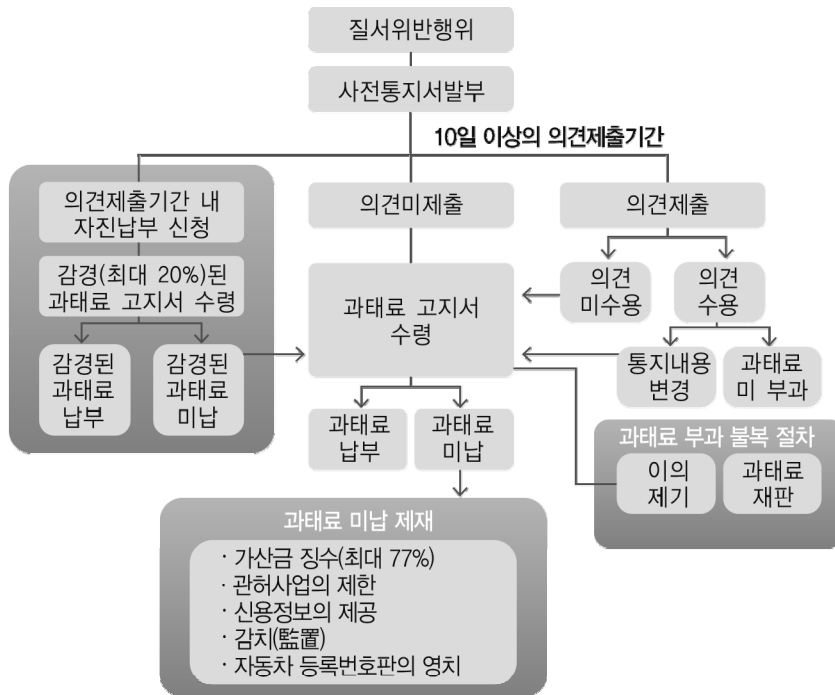 질서위반행위
사전통지서발부
10일 이상의 의견제출기간
의견제출기간 내
자진납부 신청
감경(최대 20%)된
과태료 고지서 수령
감경된
과태료
납부
감경된
과태료
미납
의견미제출
과태료 고지서
수령
과태료
납부
과태료
미납
의견제출
의견
미수용
의견
수용
통지내용
변경
과태료
미 부과
과태료 부과 불복 절차
이의
제기
과태료
재판
과태료 미납 제재
· 가산금 징수(최대 77%)
· 관허사업의 제한
· 신용정보의 제공
· 감치(監置)
· 자동차 등록번호판의 영치